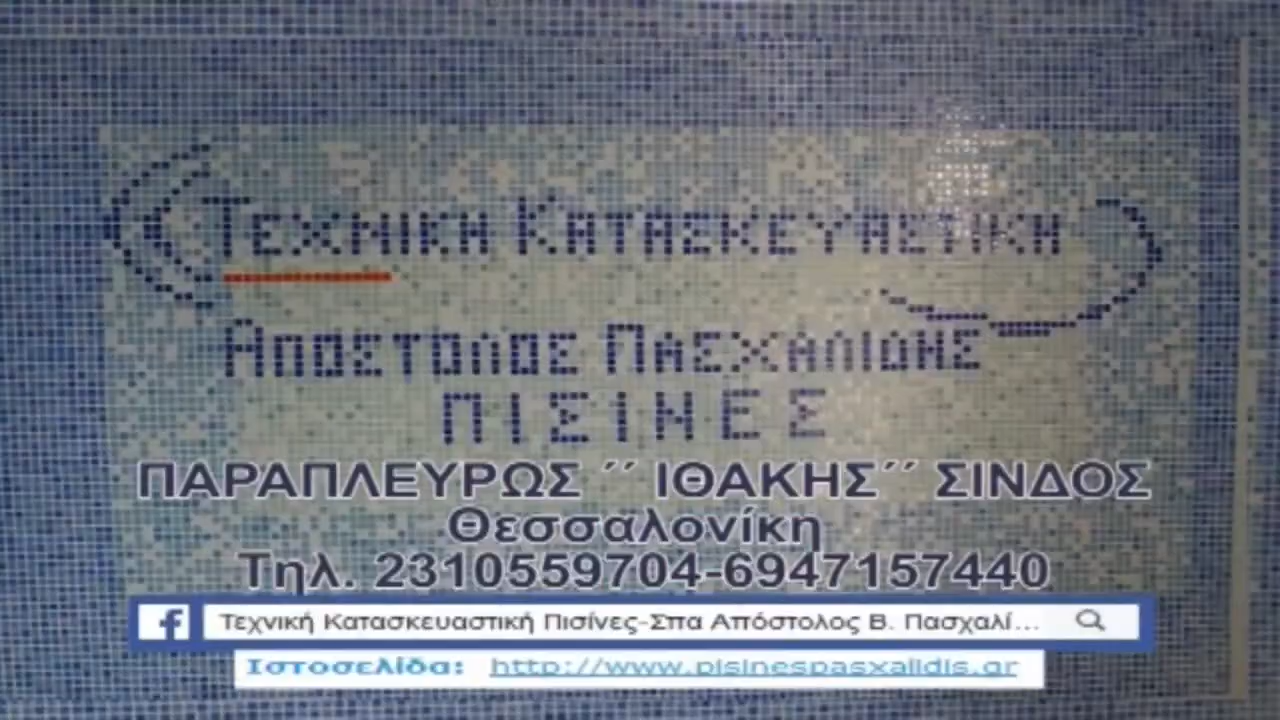 Τεχνικη Κατασκευαστικη
Αποστολος Πασχαλιδης
ΠΙΣΙΝΕΣ
ΠΑΡΑΠΛΕΥΡΩΣ ´´ ΙΘΑΚΗΣ´´ ΣΙΝΔΟΣ
Θεσσαλονίκη
Τηλ. 2310559704-6947157440
Τεχνική Κατασκευαστική Πισίνες-Σπα Απόστολος Β. Πασχαλί...
Ιστοσελίδα: http://www.pisinespasxalidis.gr